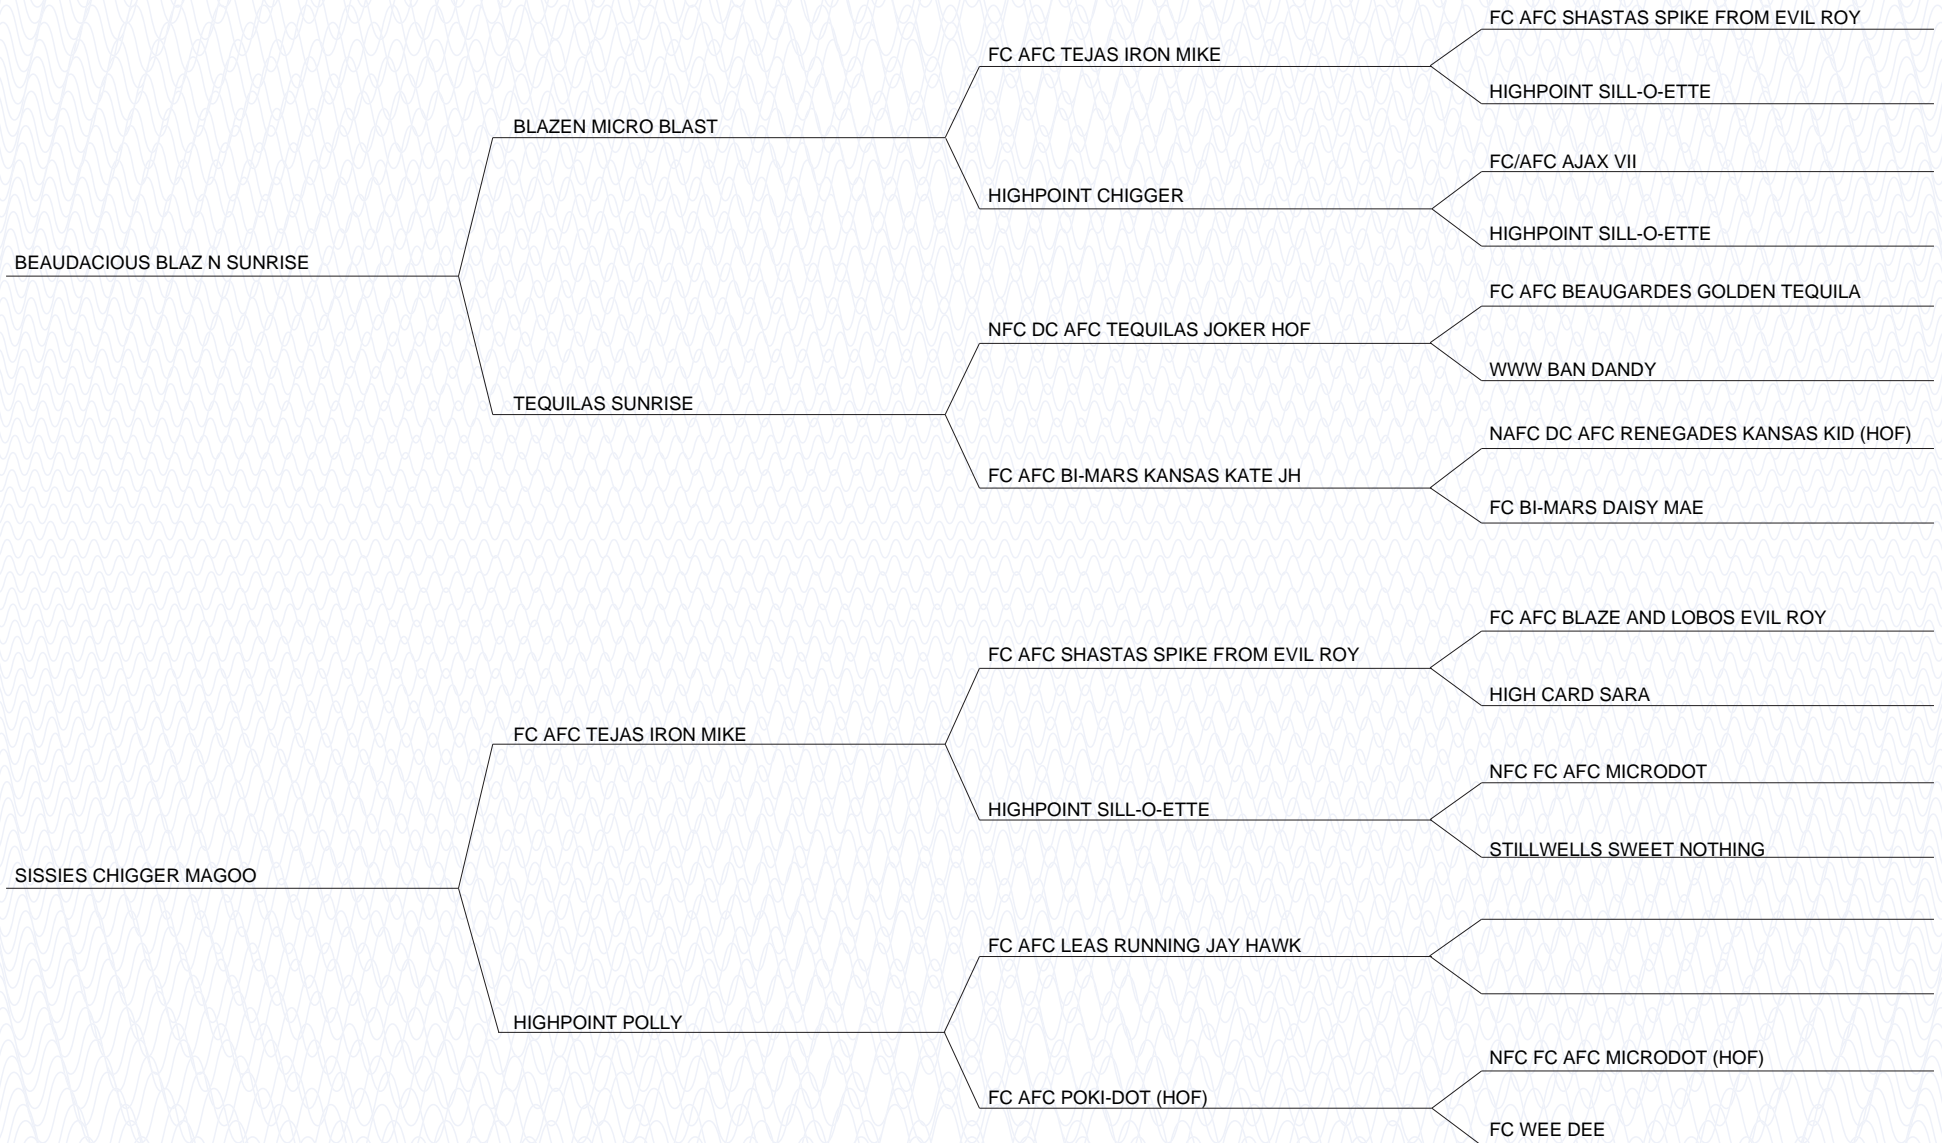 FC AFC SHASTAS SPIKE FROM EVIL ROY
FC AFC TEJAS IRON MIKE
HIGHPOINT SILL-O-ETTE
BLAZEN MICRO BLAST
FC/AFC AJAX VII
HIGHPOINT CHIGGER
HIGHPOINT SILL-O-ETTE
BEAUDACIOUS BLAZ N SUNRISE
FC AFC BEAUGARDES GOLDEN TEQUILA
NFC DC AFC TEQUILAS JOKER HOF
WWW BAN DANDY
TEQUILAS SUNRISE
NAFC DC AFC RENEGADES KANSAS KID (HOF)
FC AFC BI-MARS KANSAS KATE JH
FC BI-MARS DAISY MAE
FC AFC BLAZE AND LOBOS EVIL ROY
FC AFC SHASTAS SPIKE FROM EVIL ROY
HIGH CARD SARA
FC AFC TEJAS IRON MIKE
NFC FC AFC MICRODOT
HIGHPOINT SILL-O-ETTE
STILLWELLS SWEET NOTHING
SISSIES CHIGGER MAGOO
FC AFC LEAS RUNNING JAY HAWK
HIGHPOINT POLLY
NFC FC AFC MICRODOT (HOF)
FC AFC POKI-DOT (HOF)
FC WEE DEE